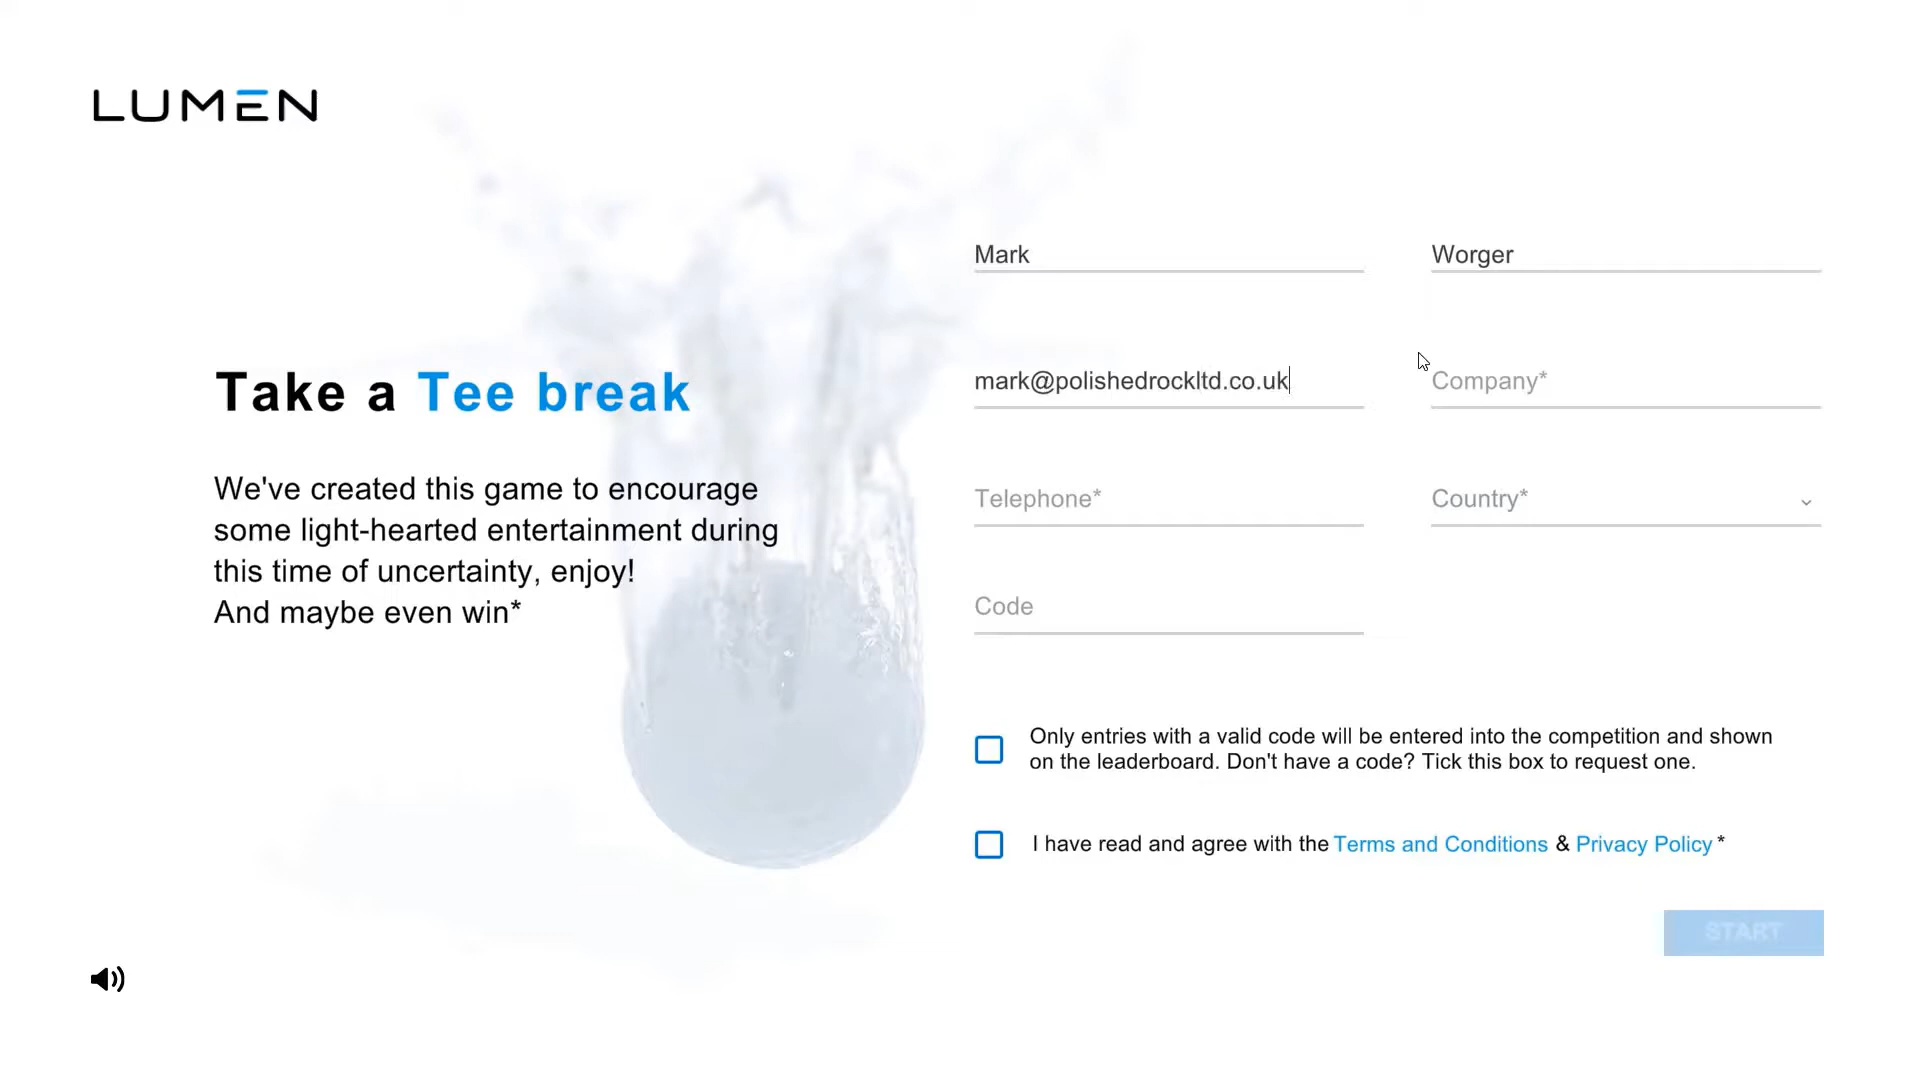 LUMEN
Mark
Worger
Take a Tee break
mark@polishedrockltd.co.uk
Company*
We've created this game to encourage
some light-hearted entertainment during
this time of uncertainty, enjoy!
And maybe even win*
Telephone*
Country*
Code
Only entries with a valid code will be entered into the competition and shown
on the leaderboard. Don't have a code? Tick this box to request one.
I have read and agree with the Terms and Conditions & Privacy Policy *
START